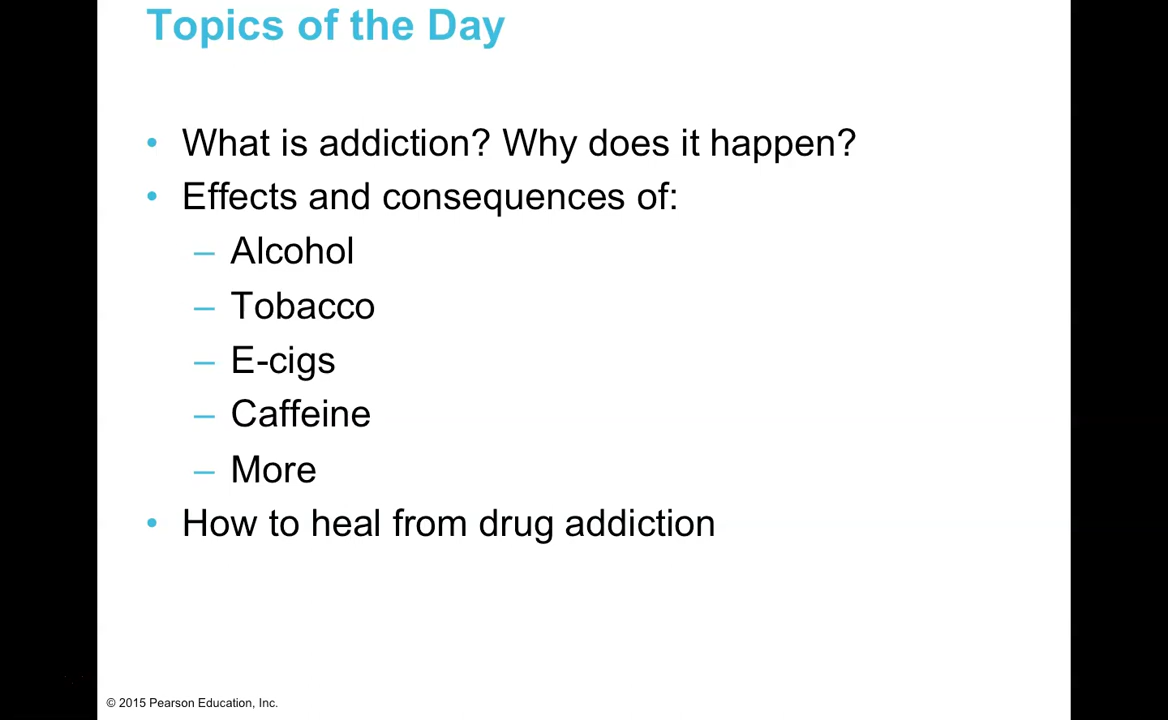 Topics of the Day
• What is addiction? Why does it happen?
• Effects and consequences of:
– Alcohol
– Tobacco
– E-cigs
– Caffeine
– More
• How to heal from drug addiction
© 2015 Pearson Education, Inc.